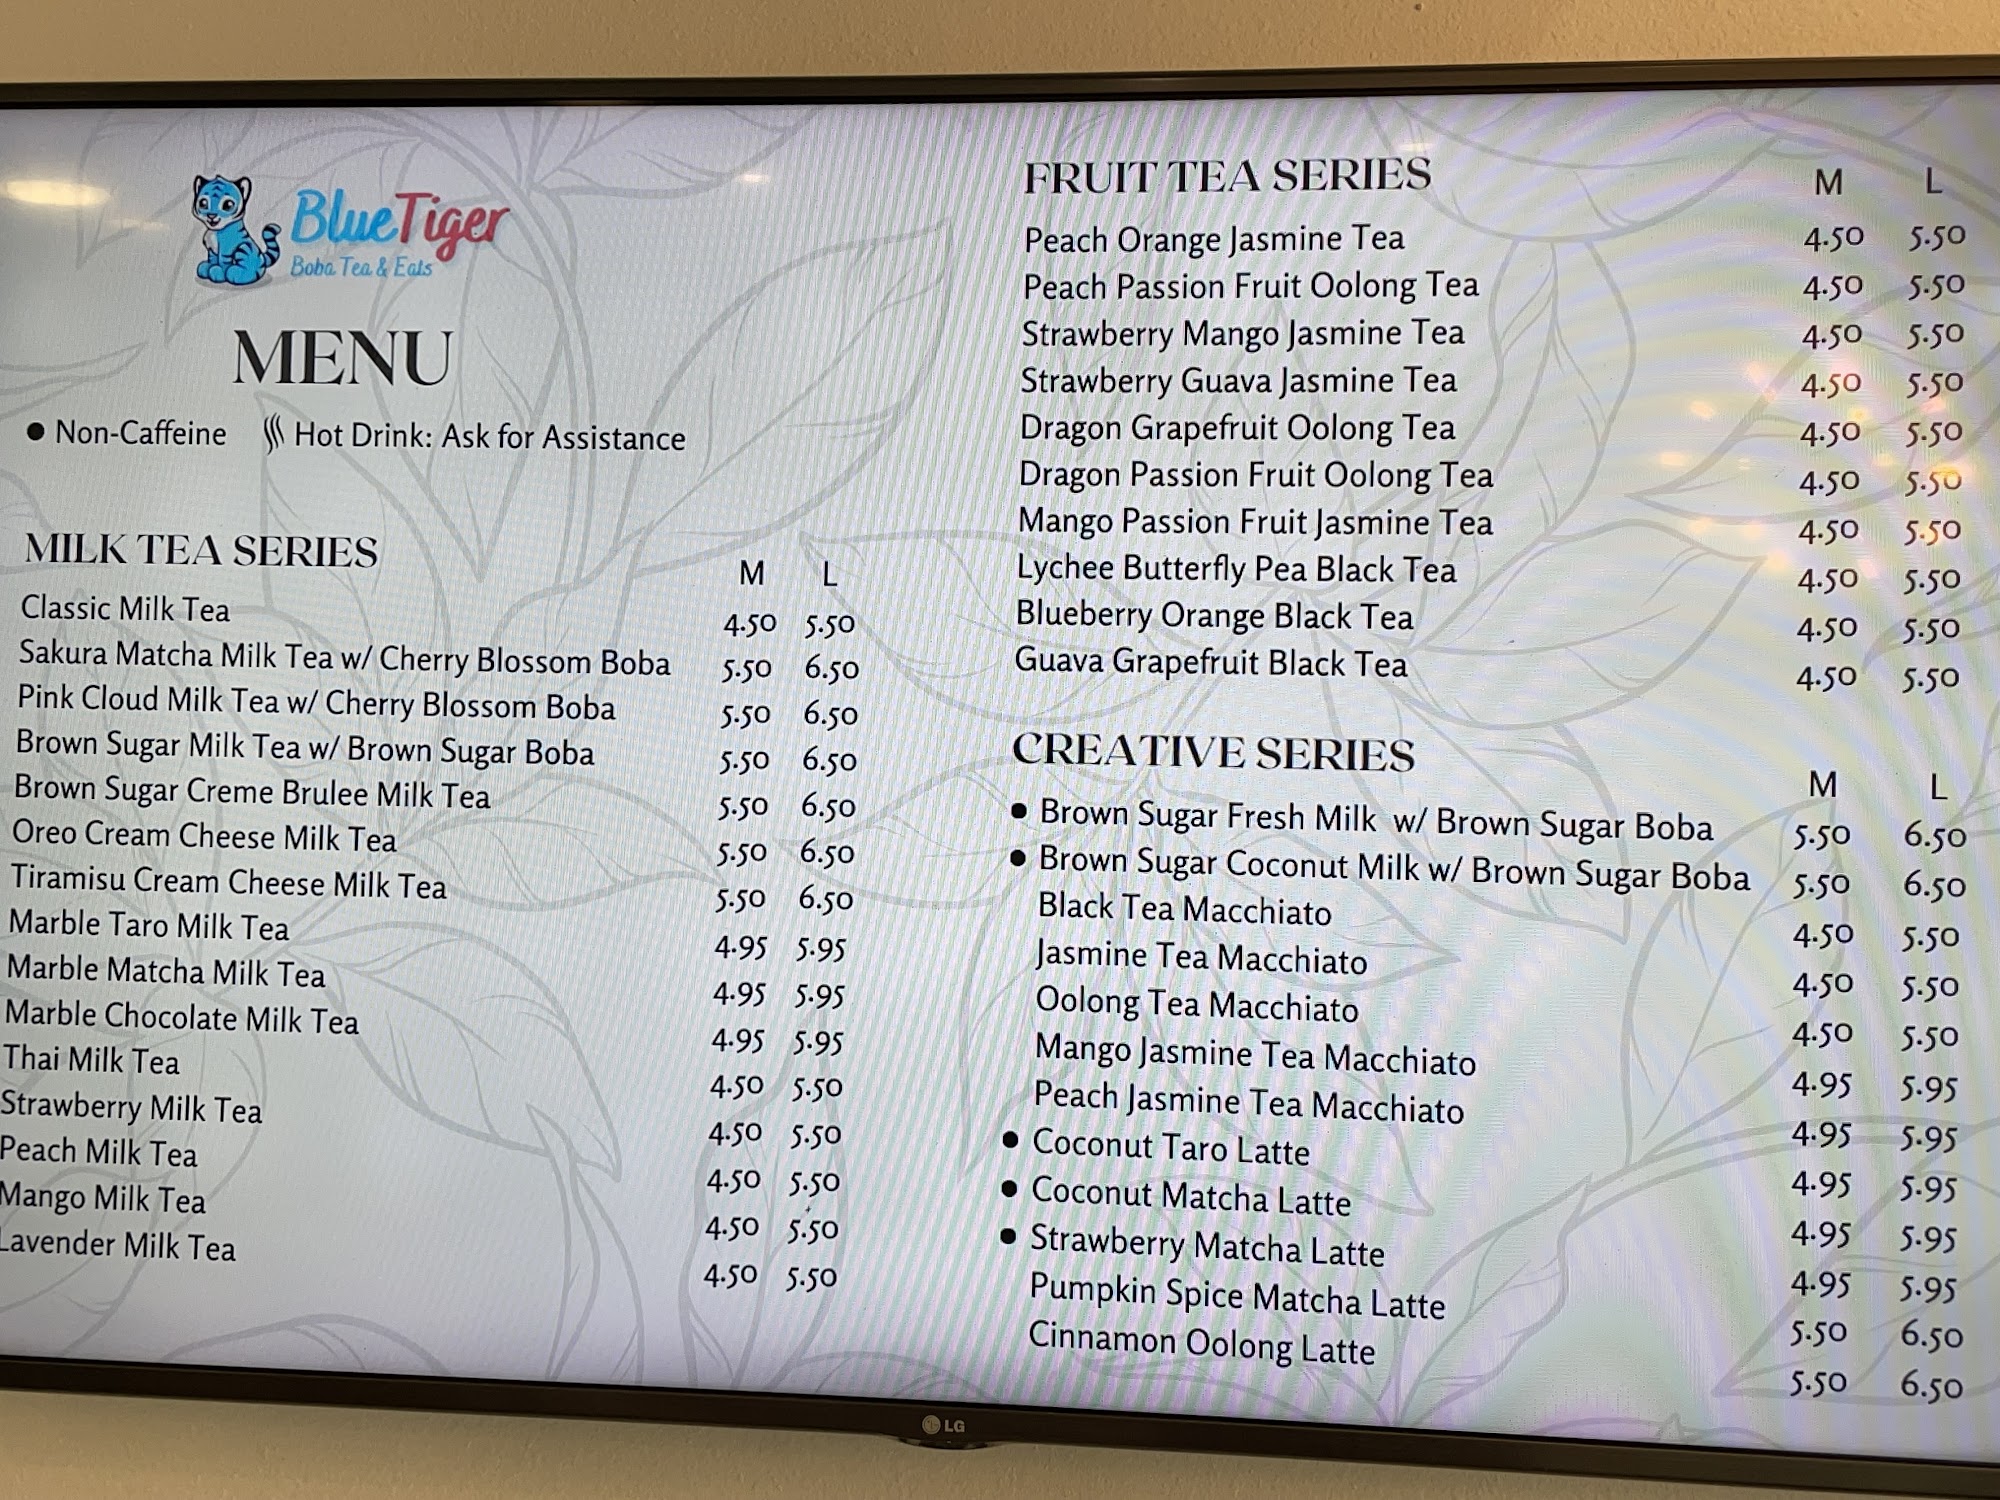 BlueTiger
Boba Tea & Eats
MENU
● Non-Caffeine Hot Drink: Ask for Assistance
MILK TEA SERIES M L
Classic Milk Tea 4.50 5.50
Sakura Matcha Milk Tea w/ Cherry Blossom Boba 5.50 6.50
Pink Cloud Milk Tea w/ Cherry Blossom Boba 5.50 6.50
Brown Sugar Milk Tea w/ Brown Sugar Boba 5.50 6.50
Brown Sugar Creme Brulee Milk Tea 5.50 6.50
Oreo Cream Cheese Milk Tea 5.50 6.50
Tiramisu Cream Cheese Milk Tea 5.50 6.50
Marble Taro Milk Tea 4.95 5.95
Marble Matcha Milk Tea 4.95 5.95
Marble Chocolate Milk Tea 4.95 5.95
Thai Milk Tea 4.50 5.50
Strawberry Milk Tea 4.50 5.50
Peach Milk Tea 4.50 5.50
Mango Milk Tea 4.50 5.50
Lavender Milk Tea 4.50 5.50
FRUIT TEA SERIES M L
Peach Orange Jasmine Tea 4.50 5.50
Peach Passion Fruit Oolong Tea 4.50 5.50
Strawberry Mango Jasmine Tea 4.50 5.50
Strawberry Guava Jasmine Tea 4.50 5.50
Dragon Grapefruit Oolong Tea 4.50 5.50
Dragon Passion Fruit Oolong Tea 4.50 5.50
Mango Passion Fruit Jasmine Tea 4.50 5.50
Lychee Butterfly Pea Black Tea 4.50 5.50
Blueberry Orange Black Tea 4.50 5.50
Guava Grapefruit Black Tea 4.50 5.50
CREATIVE SERIES M L
● Brown Sugar Fresh Milk w/ Brown Sugar Boba 5.50 6.50
● Brown Sugar Coconut Milk w/ Brown Sugar Boba 5.50 6.50
Black Tea Macchiato 4.50 5.50
Jasmine Tea Macchiato 4.50 5.50
Oolong Tea Macchiato 4.50 5.50
Mango Jasmine Tea Macchiato 4.95 5.95
Peach Jasmine Tea Macchiato 4.95 5.95
● Coconut Taro Latte 4.95 5.95
● Coconut Matcha Latte 4.95 5.95
● Strawberry Matcha Latte 4.95 5.95
Pumpkin Spice Matcha Latte 5.50 6.50
Cinnamon Oolong Latte 5.50 6.50
LG